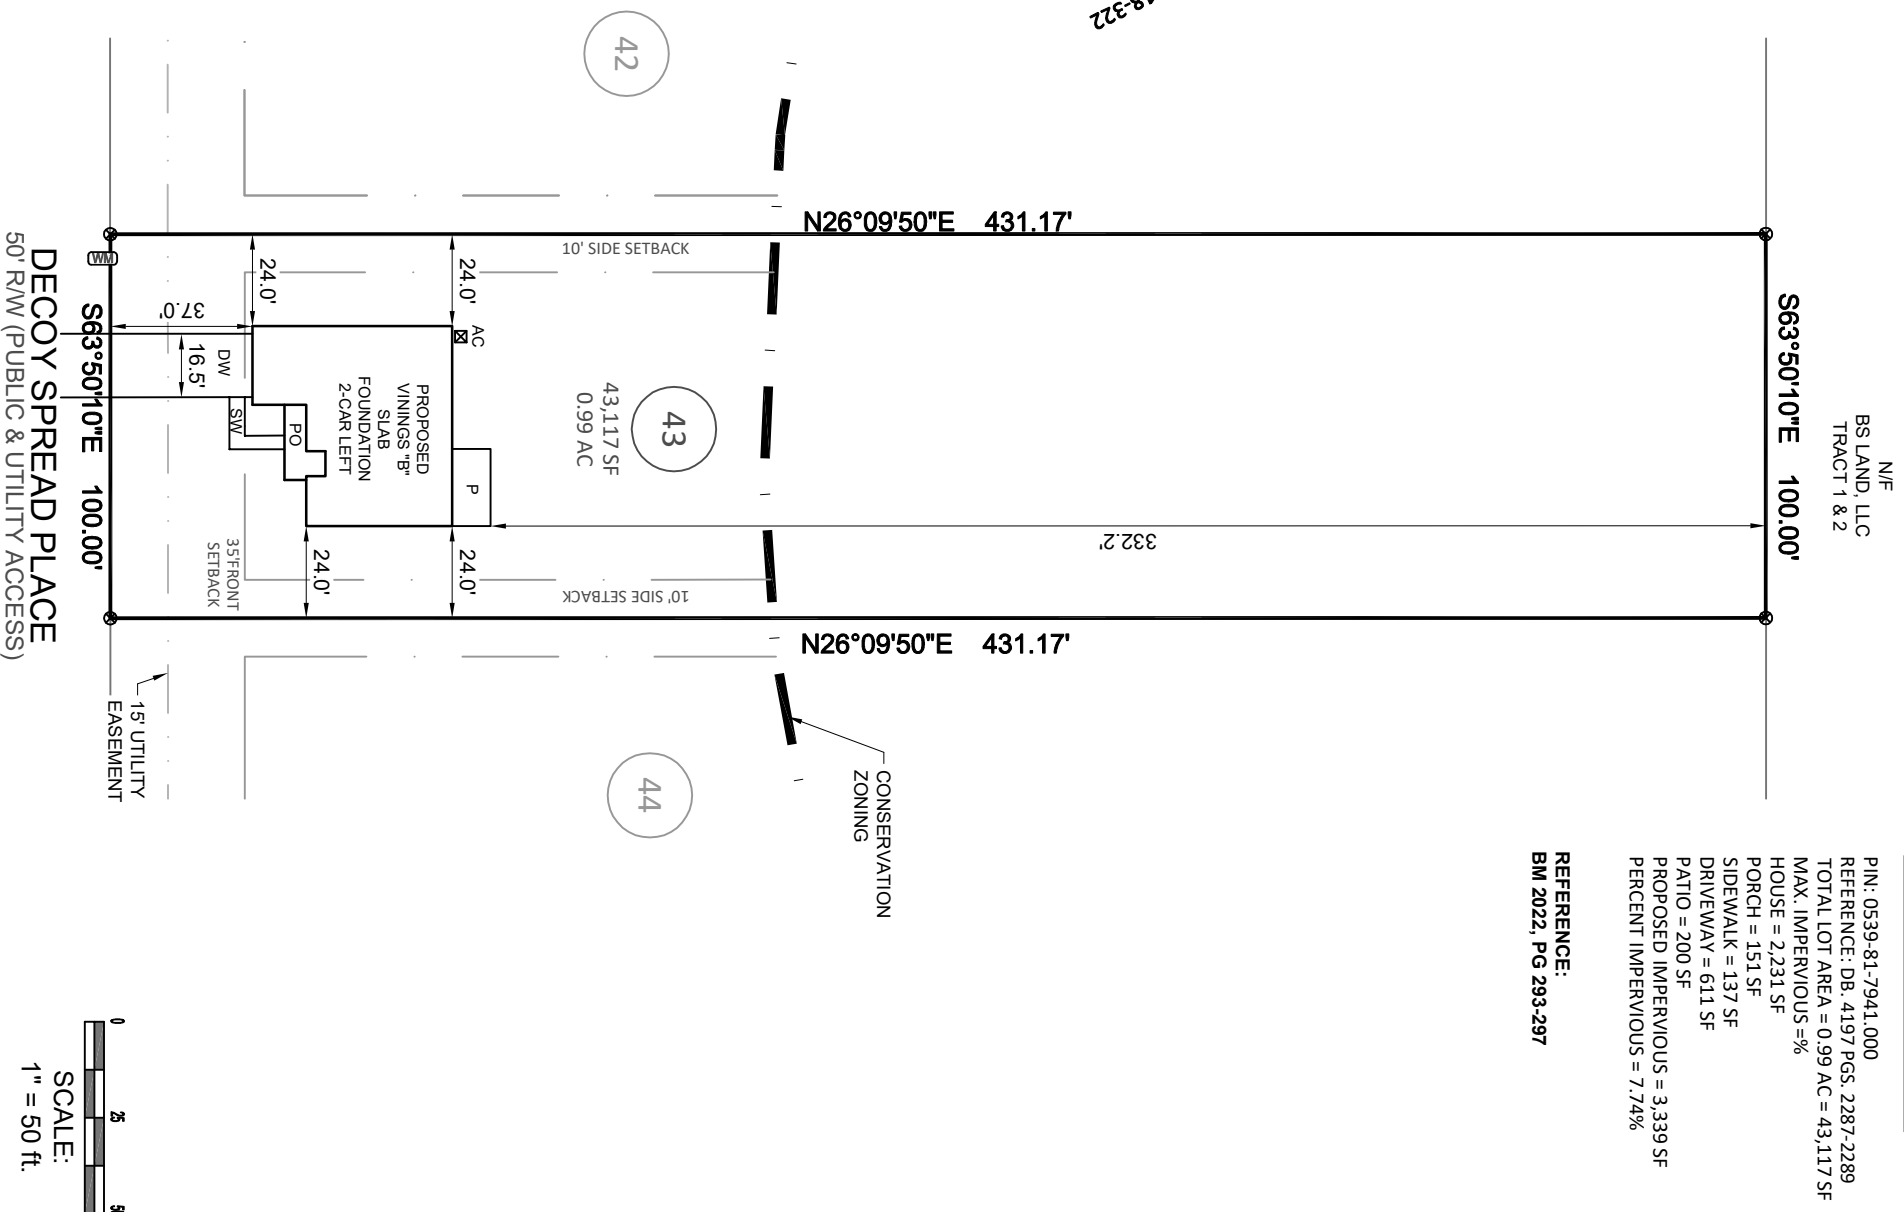 N/F
BS LAND, LLC
TRACT 1 & 2
S63°50'10"E 100.00'
PIN: 0539-81-7941.000
REFERENCE: DB. 4197 PGS. 2287-2289
TOTAL LOT AREA = 0.99 AC = 43,117 SF
MAX. IMPERVIOUS =%
HOUSE = 2,231 SF
PORCH = 151 SF
SIDEWALK = 137 SF
DRIVEWAY = 611 SF
PATIO = 200 SF
PROPOSED IMPERVIOUS = 3,339 SF
PERCENT IMPERVIOUS = 7.74%
REFERENCE:
BM 2022, PG 293-297
N26°09'50"E 431.17'
N26°09'50"E 431.17'
332.2'
CONSERVATION
ZONING
42
43
44
43,117 SF
0.99 AC
10' SIDE SETBACK
10' SIDE SETBACK
AC
24.0'
24.0'
P
PROPOSED
VININGS "B"
SLAB
FOUNDATION
2-CAR LEFT
PO
SW
24.0'
24.0'
DW
16.5'
37.0'
35'FRONT
SETBACK
15' UTILITY
EASEMENT
WM
S63°50'10"E 100.00'
DECOY SPREAD PLACE
50' R/W (PUBLIC & UTILITY ACCESS)
0 25
SCALE:
1" = 50 ft.